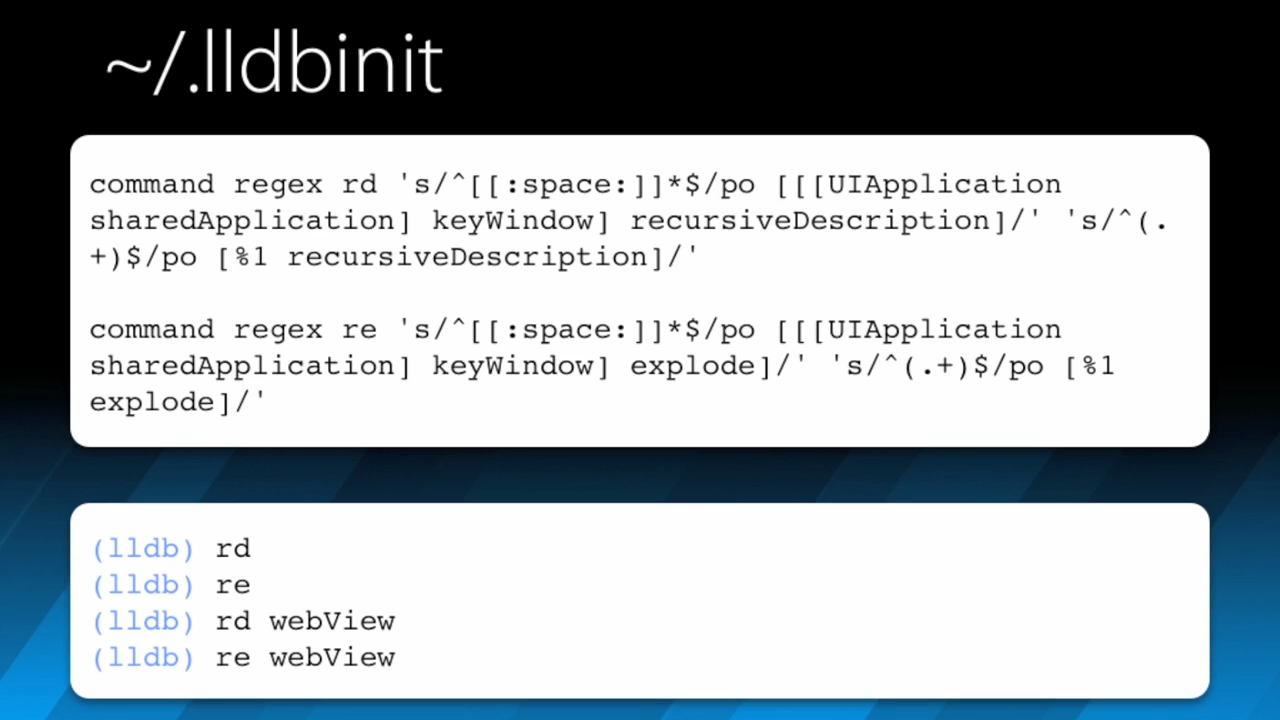 ~/.lldbinit
command regex rd 's/^[[:space:]]*$/po [[[UIApplication
sharedApplication] keyWindow] recursiveDescription]/' 's/^(.
+)$/po [%1 recursiveDescription]/'
command regex re 's/^[[:space:]]*$/po [[[UIApplication
sharedApplication] keyWindow] explode]/' 's/^(.+)$/po [%1
explode]/'
(lldb) rd
(lldb) re
(lldb) rd webView
(lldb) re webView